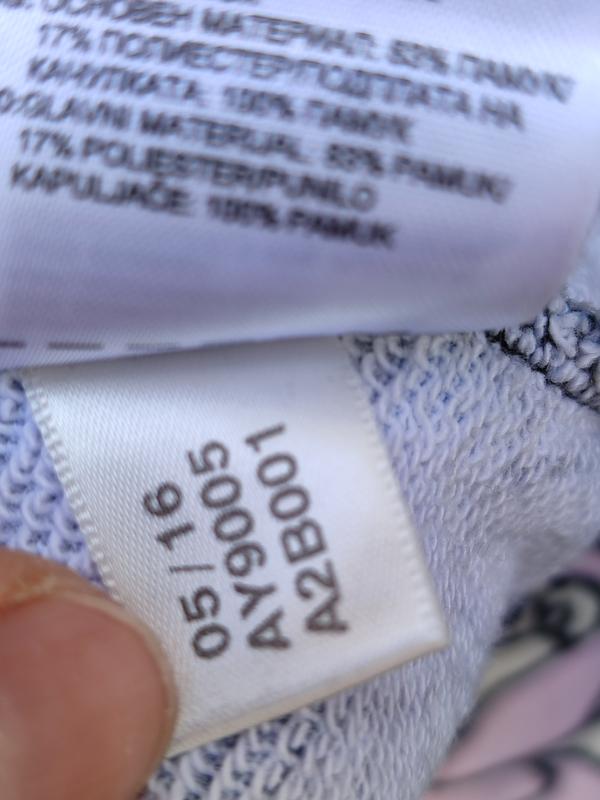 ОСНОВЕН МАТЕРИАЛ: 83% ПАМУК/
17% ПОЛИЕСТЕР/ПОДПЛАТА НА
КАЧУЛКАТА: 100% ПАМУК
GLAVNI MATERIJAL: 83% PAMUK/
17% POLIESTER/PUNILO
KAPULJAČE: 100% PAMUK
05/16
AY9005
A2B001